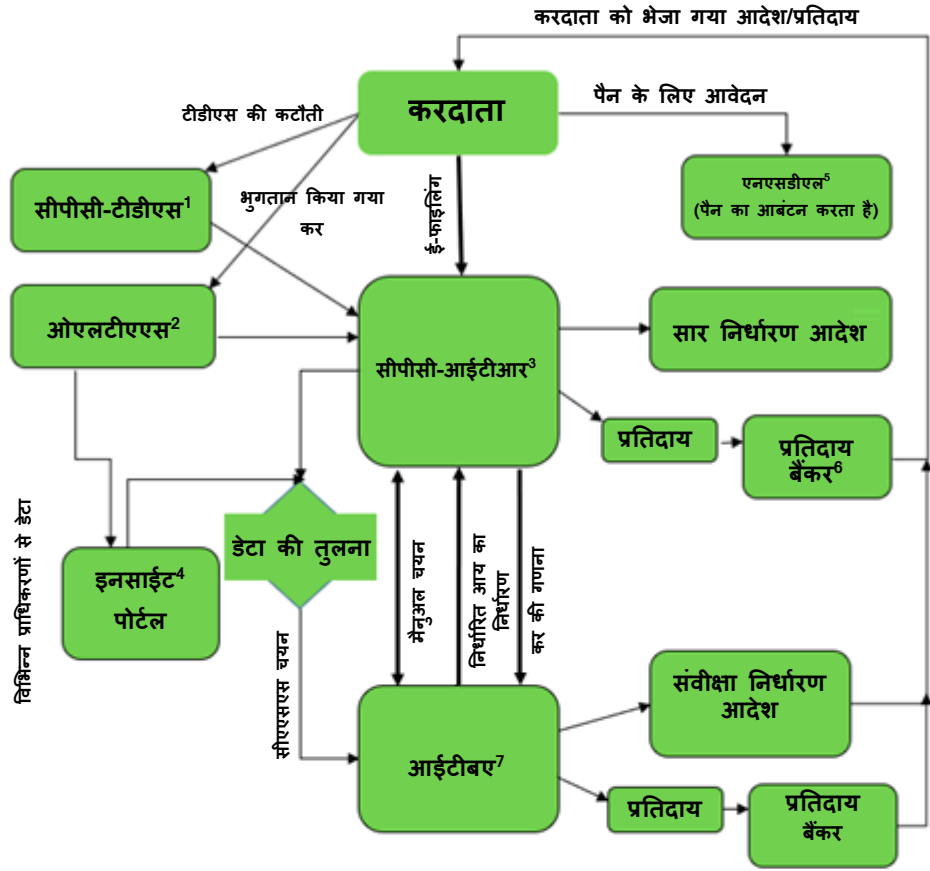 करदाता को भेजा गया आदेश/प्रतिदाय
करदाता
पैन के लिए आवेदन
टीडीएस की कटौती
सीपीसी-टीडीएस1
भुगतान किया गया
कर
ई-फाइलिंग
एनएसडीएल5
(पैन का आबंटन करता है)
ओएलटीएएस2
सीपीसी-आईटीआर3
सार निर्धारण आदेश
प्रतिदाय
प्रतिदाय
बैंकर6
विभिन्न प्राधिकरणों से डेटा
इनसाईट4
पोर्टल
डेटा की तुलना
सीएएसएस चयन
मैनुअल चयन
निर्धारित आय का
निर्धारण
कर की गणना
आईटीबए7
संवीक्षा निर्धारण
आदेश
प्रतिदाय
प्रतिदाय
बैंकर